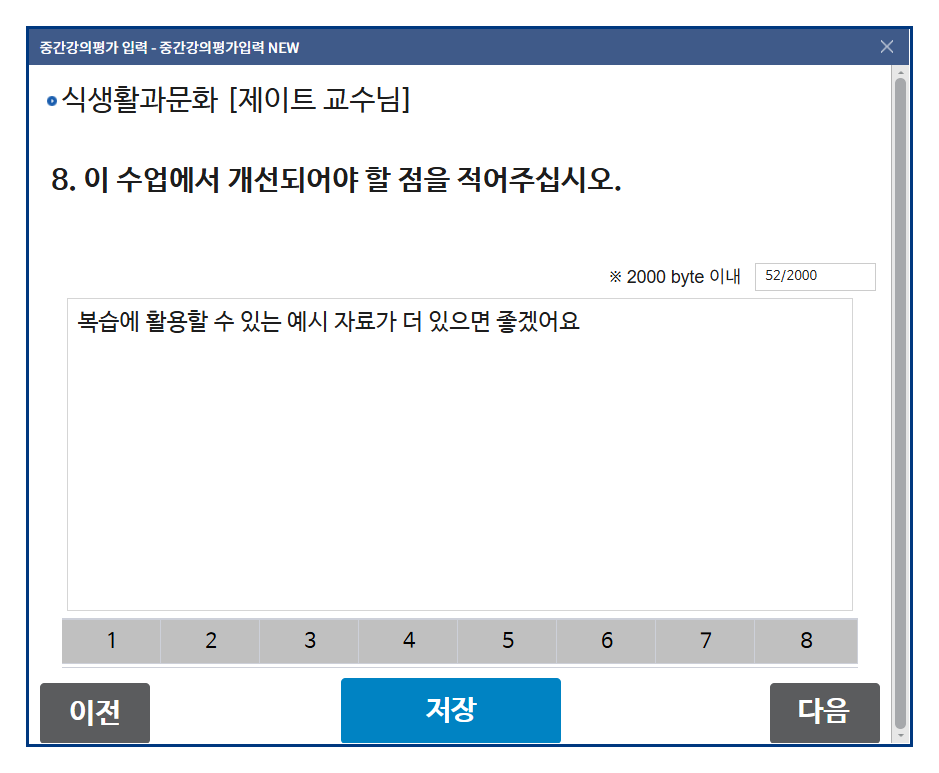 중간강의평가 입력 - 중간강의평가입력 NEW
식생활과문화 [제이트 교수님]
8. 이 수업에서 개선되어야 할 점을 적어주십시오.
※ 2000 byte 이내 52/2000
복습에 활용할 수 있는 예시 자료가 더 있으면 좋겠어요
1 2 3 4 5 6 7 8
이전 저장 다음